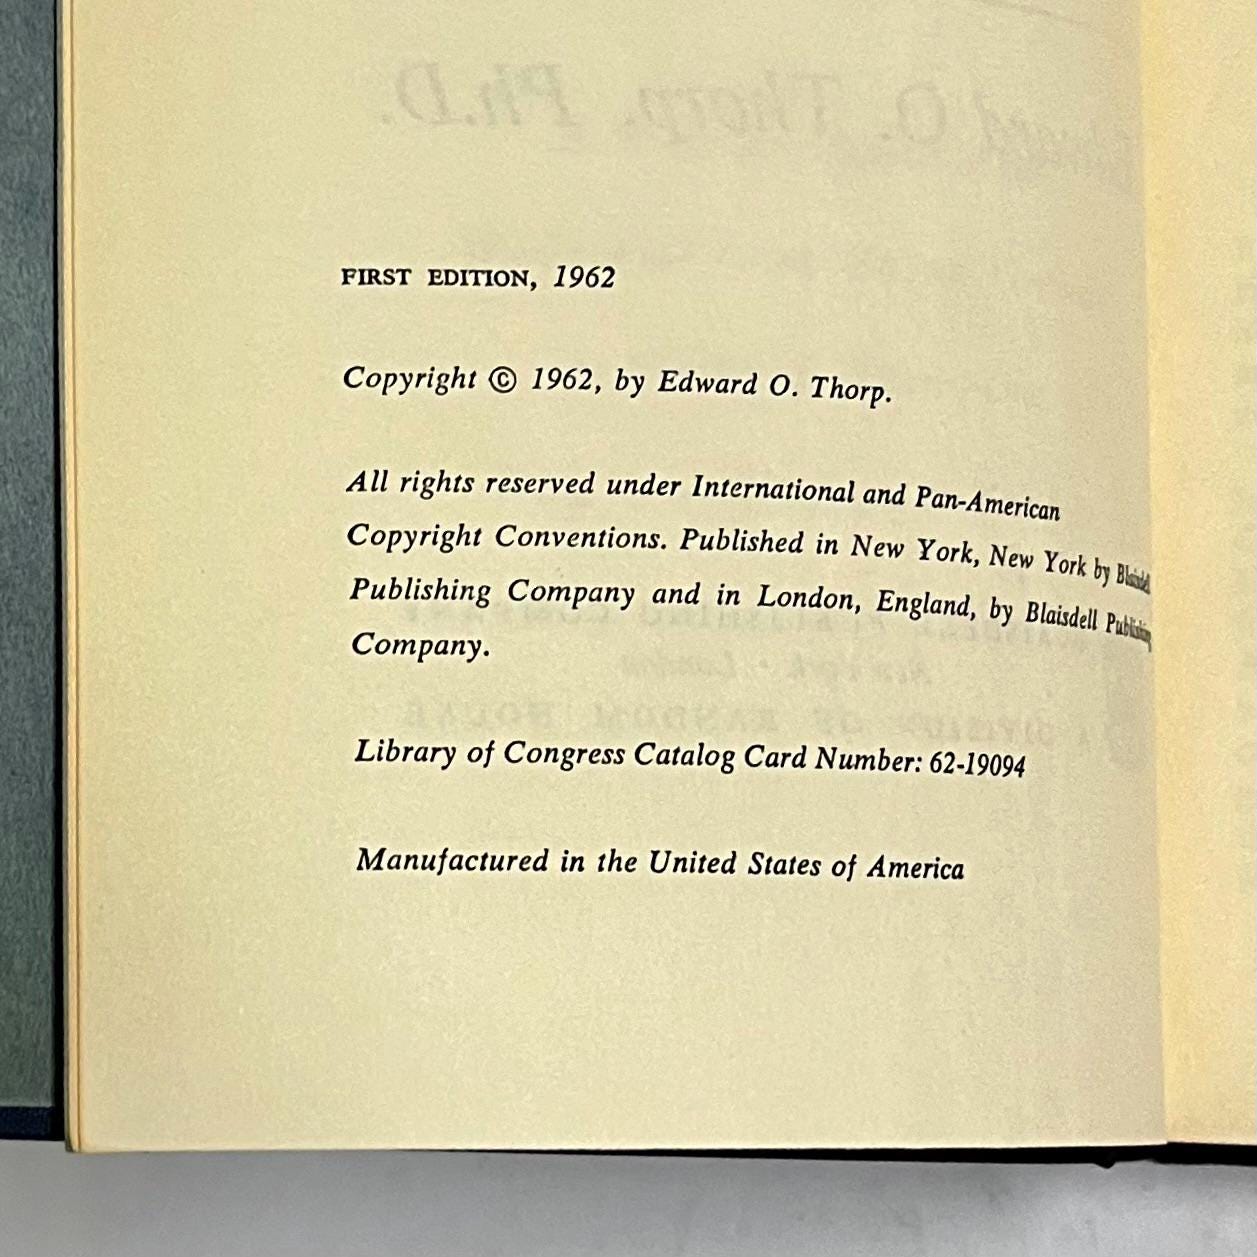 FIRST EDITION, 1962
Copyright © 1962, by Edward O. Thorp.
All rights reserved under International and Pan-American
Copyright Conventions. Published in New York, New York by Blaisdell
Publishing Company and in London, England, by Blaisdell Publishing
Company.
Library of Congress Catalog Card Number: 62-19094
Manufactured in the United States of America